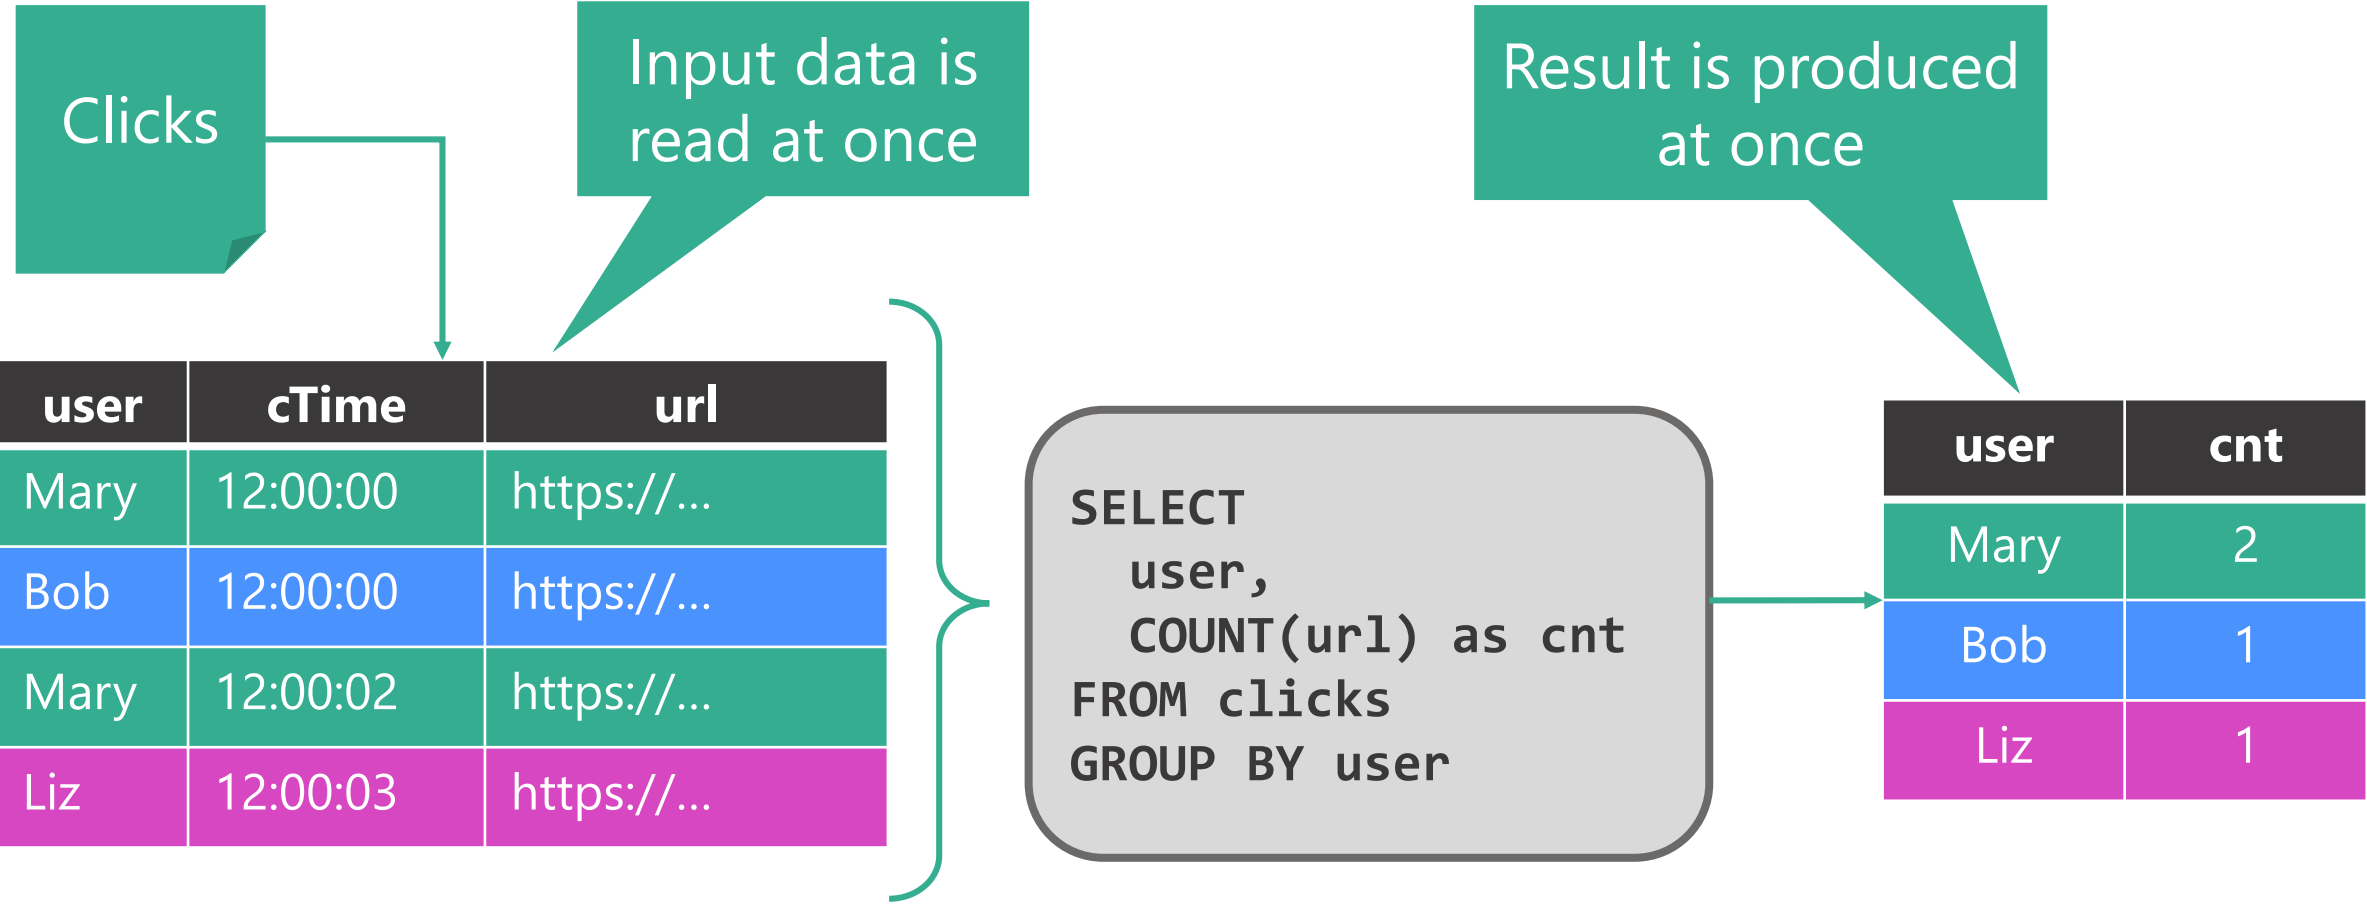 Clicks
Input data is
read at once
Result is produced
at once
user cTime url
Mary 12:00:00 https://...
Bob 12:00:00 https://...
Mary 12:00:02 https://...
Liz 12:00:03 https://...
SELECT
user,
COUNT(url) as cnt
FROM clicks
GROUP BY user
user cnt
Mary 2
Bob 1
Liz 1